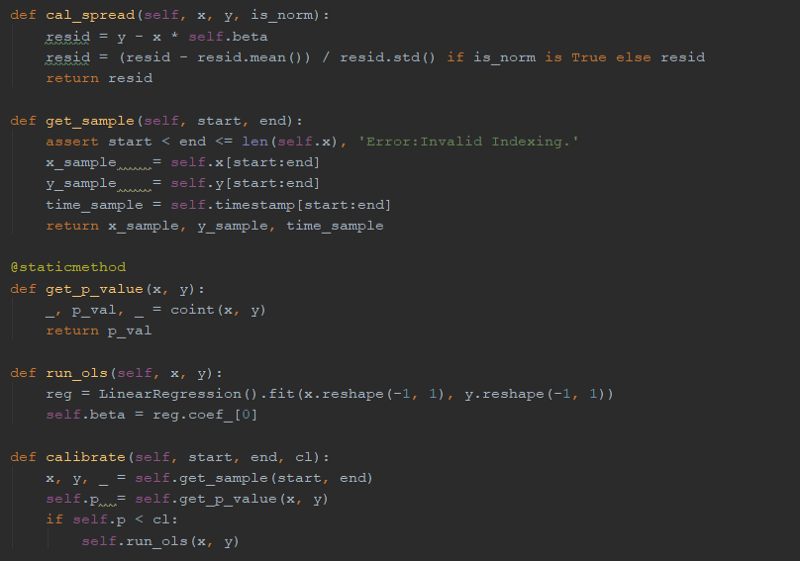 def cal_spread(self, x, y, is_norm):
    resid = y - x * self.beta
    resid = (resid - resid.mean()) / resid.std() if is_norm is True else resid
    return resid

def get_sample(self, start, end):
    assert start < end <= len(self.x), 'Error:Invalid Indexing.'
    x_sample    = self.x[start:end]
    y_sample    = self.y[start:end]
    time_sample = self.timestamp[start:end]
    return x_sample, y_sample, time_sample

@staticmethod
def get_p_value(x, y):
    _, p_val, _ = coint(x, y)
    return p_val

def run_ols(self, x, y):
    reg = LinearRegression().fit(x.reshape(-1, 1), y.reshape(-1, 1))
    self.beta = reg.coef_[0]

def calibrate(self, start, end, cl):
    x, y, _ = self.get_sample(start, end)
    self.p  = self.get_p_value(x, y)
    if self.p < cl:
        self.run_ols(x, y)